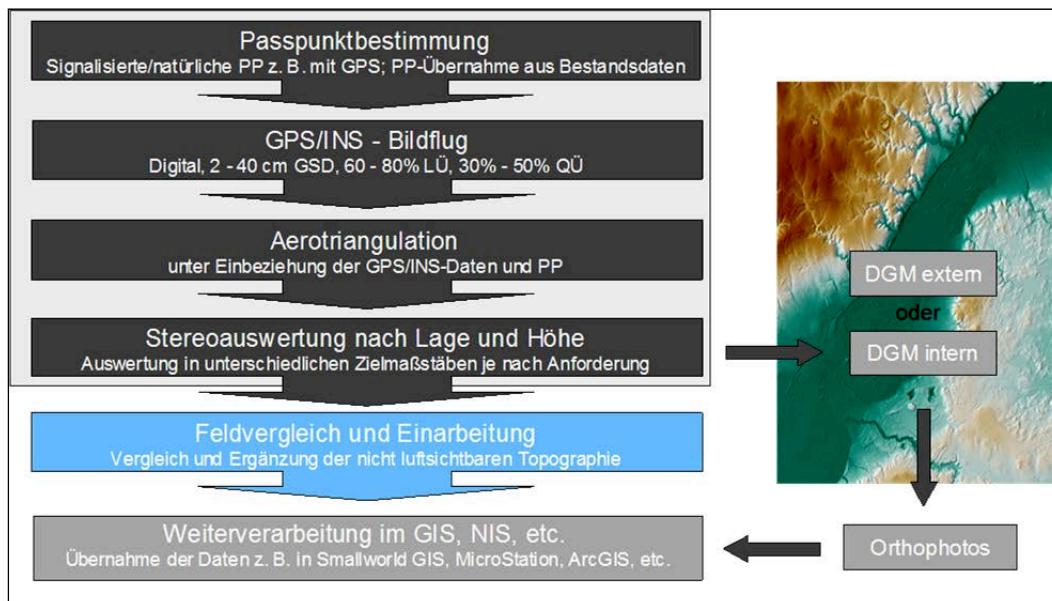 Passpunktbestimmung
Signalisierte/natürliche PP z. B. mit GPS; PP-Übernahme aus Bestandsdaten
GPS/INS - Bildflug
Digital, 2 - 40 cm GSD, 60 - 80% LÜ, 30% - 50% QÜ
Aerotriangulation
unter Einbeziehung der GPS/INS-Daten und PP
Stereoauswertung nach Lage und Höhe
Auswertung in unterschiedlichen Zielmaßstäben je nach Anforderung
Feldvergleich und Einarbeitung
Vergleich und Ergänzung der nicht luftsichtbaren Topographie
Weiterverarbeitung im GIS, NIS, etc.
Übernahme der Daten z. B. in Smallworld GIS, MicroStation, ArcGIS, etc.
DGM extern
oder
DGM intern
Orthophotos